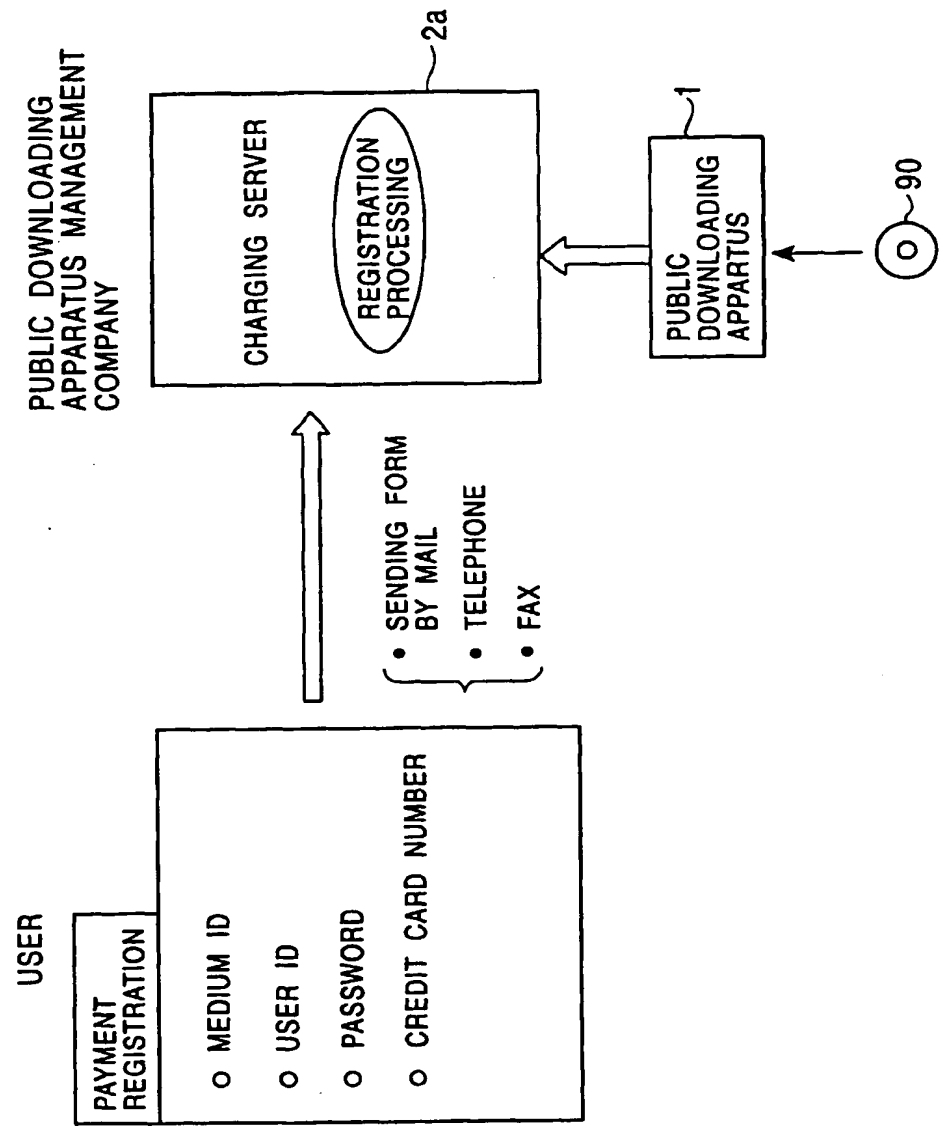 USER
PAYMENT
REGISTRATION
○ MEDIUM ID
○ USER ID
○ PASSWORD
○ CREDIT CARD NUMBER
• SENDING FORM
BY MAIL
• TELEPHONE
• FAX
PUBLIC DOWNLOADING
APPARATUS MANAGEMENT
COMPANY
CHARGING SERVER
REGISTRATION
PROCESSING
2a
PUBLIC
DOWNLOADING
APPARTUS
1
90